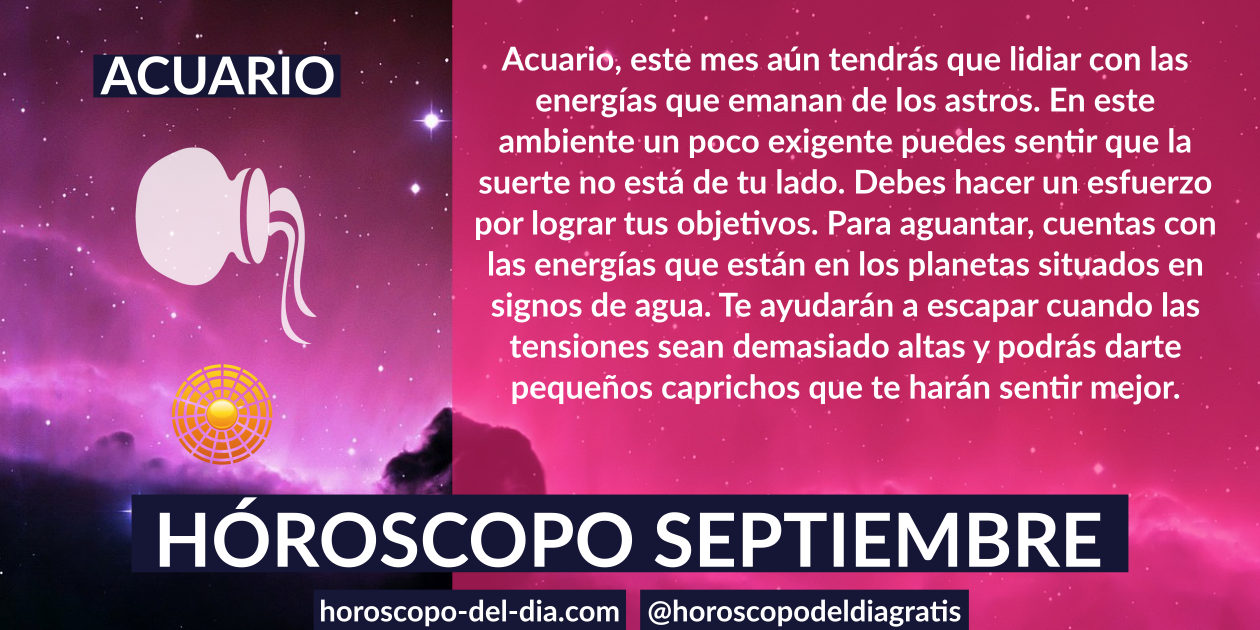 ACUARIO
Acuario, este mes aún tendrás que lidiar con las
energías que emanan de los astros. En este
ambiente un poco exigente puedes sentir que la
suerte no está de tu lado. Debes hacer un esfuerzo
por lograr tus objetivos. Para aguantar, cuentas con
las energías que están en los planetas situados en
signos de agua. Te ayudarán a escapar cuando las
tensiones sean demasiado altas y podrás darte
pequeños caprichos que te harán sentir mejor.
HÓROSCOPO SEPTIEMBRE
horoscopo-del-dia.com
@horoscopodeldiagratis